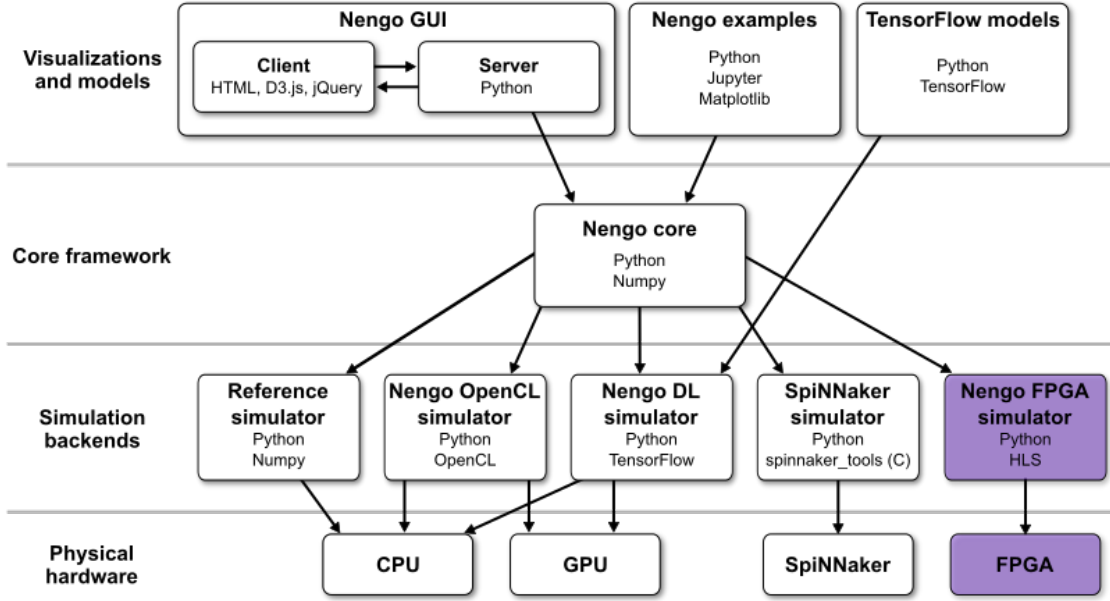 Visualizations
and models
Nengo GUI
Client
HTML, D3.js, jQuery
Server
Python
Nengo examples
Python
Jupyter
Matplotlib
TensorFlow models
Python
TensorFlow
Core framework
Nengo core
Python
Numpy
Simulation
backends
Reference
simulator
Python
Numpy
Nengo OpenCL
simulator
Python
OpenCL
Nengo DL
simulator
Python
TensorFlow
SpiNNaker
simulator
Python
spinnaker_tools (C)
Nengo FPGA
simulator
Python
HLS
Physical
hardware
CPU
GPU
SpiNNaker
FPGA